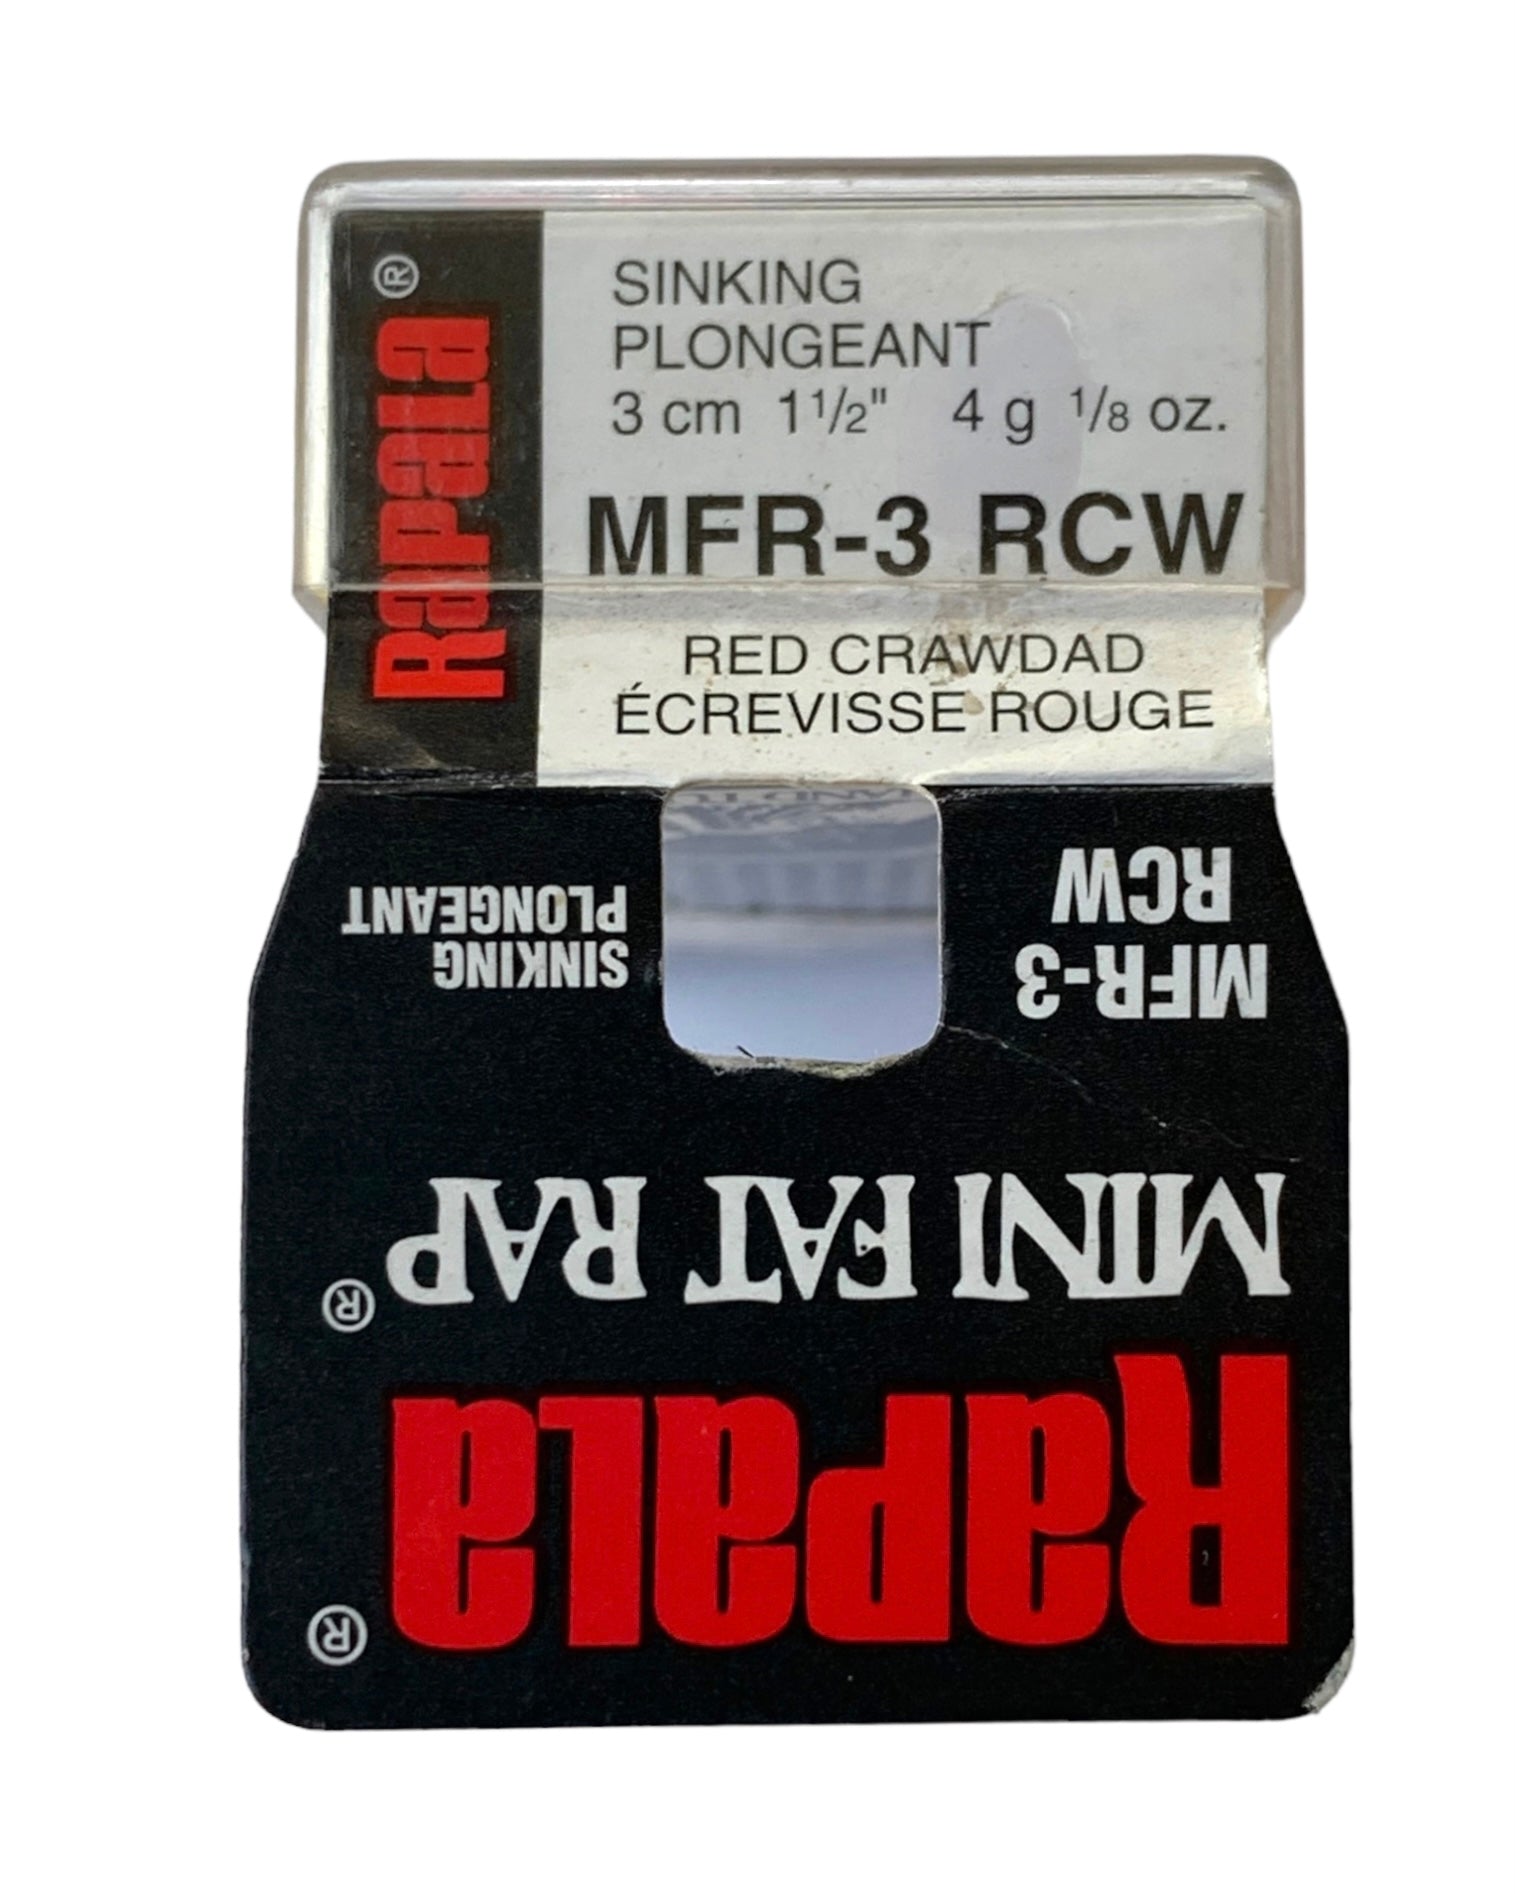 Rapala®
SINKING
PLONGEANT
3 cm 1 1/2" 4 g 1/8 oz.
MFR-3 RCW
RED CRAWDAD
ÉCREVISSE ROUGE
Rapala®
MINI FAT RAP®
MFR-3
RCW
SINKING
PLONGEANT